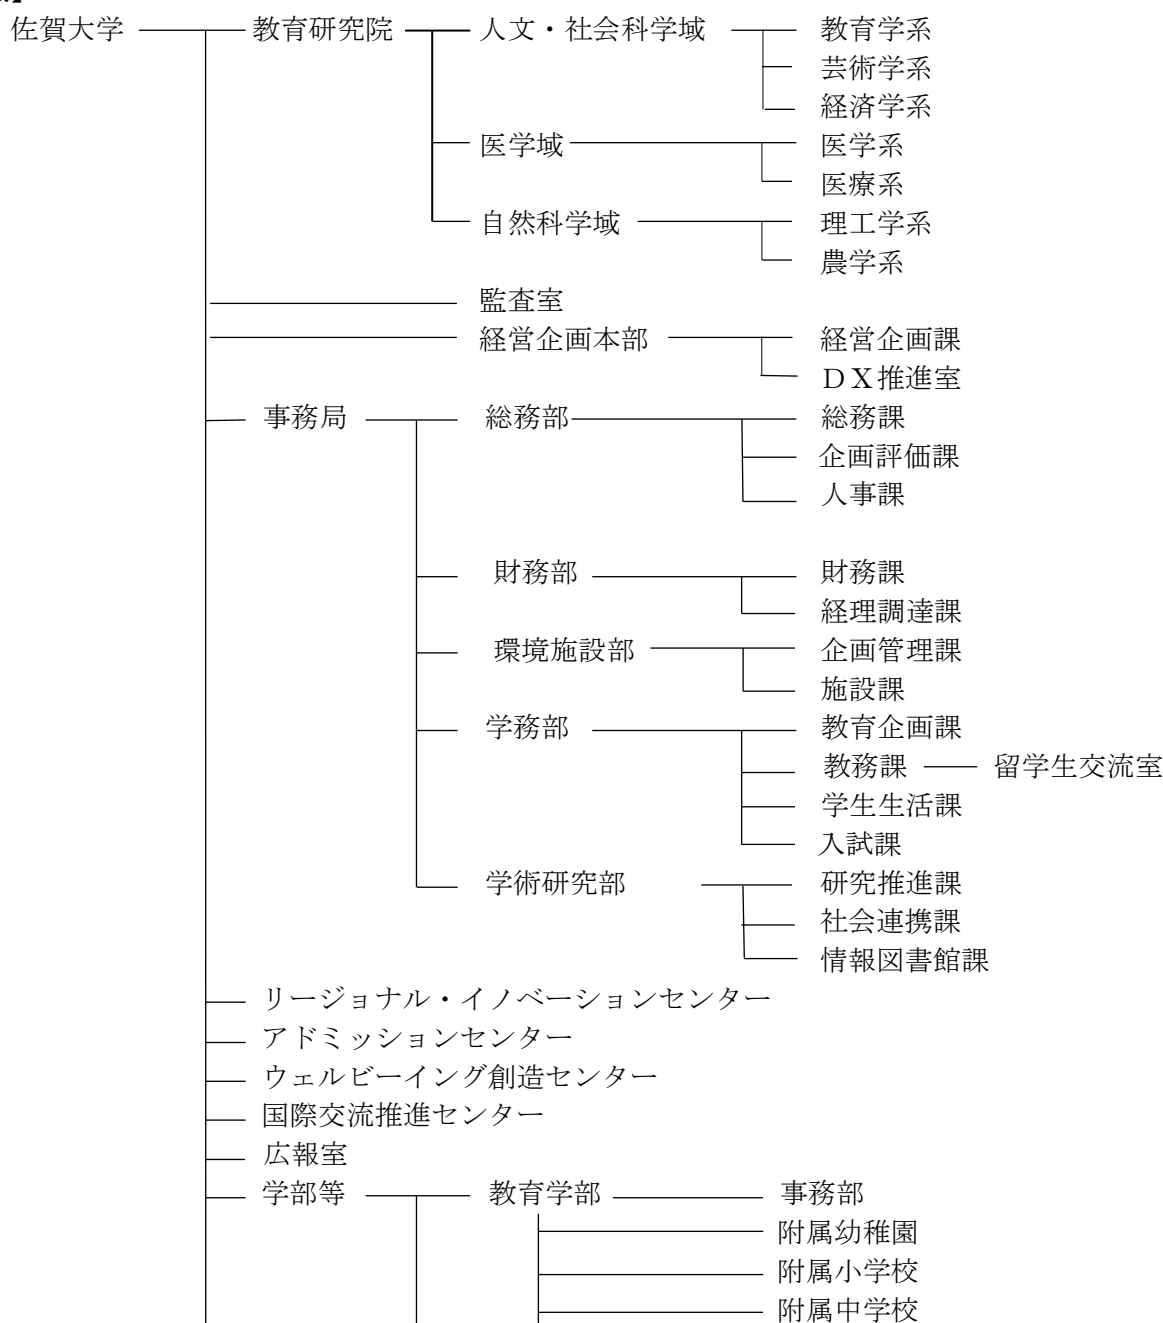 佐賀大学 教育研究院 人文・社会科学域 教育学系
芸術学系
経済学系
医学域 医学系
医療系
自然科学域 理工学系
農学系
監査室
経営企画本部 経営企画課
ＤＸ推進室
事務局 総務部 総務課
企画評価課
人事課
財務部 財務課
経理調達課
環境施設部 企画管理課
施設課
学務部 教育企画課
教務課 留学生交流室
学生生活課
入試課
学術研究部 研究推進課
社会連携課
情報図書館課
リージョナル・イノベーションセンター
アドミッションセンター
ウェルビーイング創造センター
国際交流推進センター
広報室
学部等 教育学部 事務部
附属幼稚園
附属小学校
附属中学校